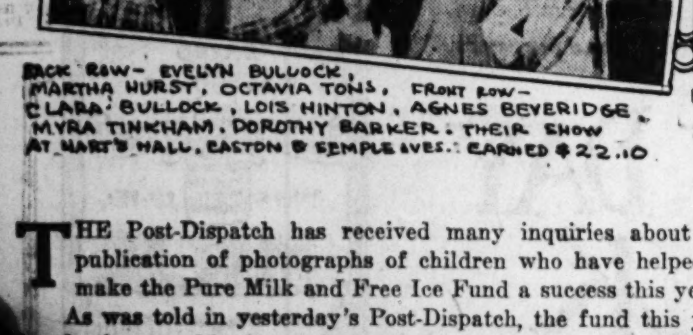 BACK ROW- EVELYN BULLOCK,
MARTHA HURST, OCTAVIA TONS, FRONT ROW-
CLARA BULLOCK, LOIS HINTON, AGNES BEVERIDGE,
MYRA TINKHAM, DOROTHY BARKER. THEIR SHOW
AT HART'S HALL, EASTON & SEMPLE AVES. EARNED $22.10
THE Post-Dispatch has received many inquiries about
publication of photographs of children who have helpe
make the Pure Milk and Free Ice Fund a success this ye
As was told in yesterday's Post-Dispatch, the fund this